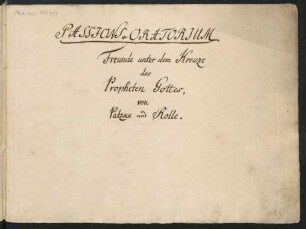 PASSIONS-ORATORIUM
Freunde unter dem Kreuze
des
Propheten Gottes,
von
Patzke und Rolle.